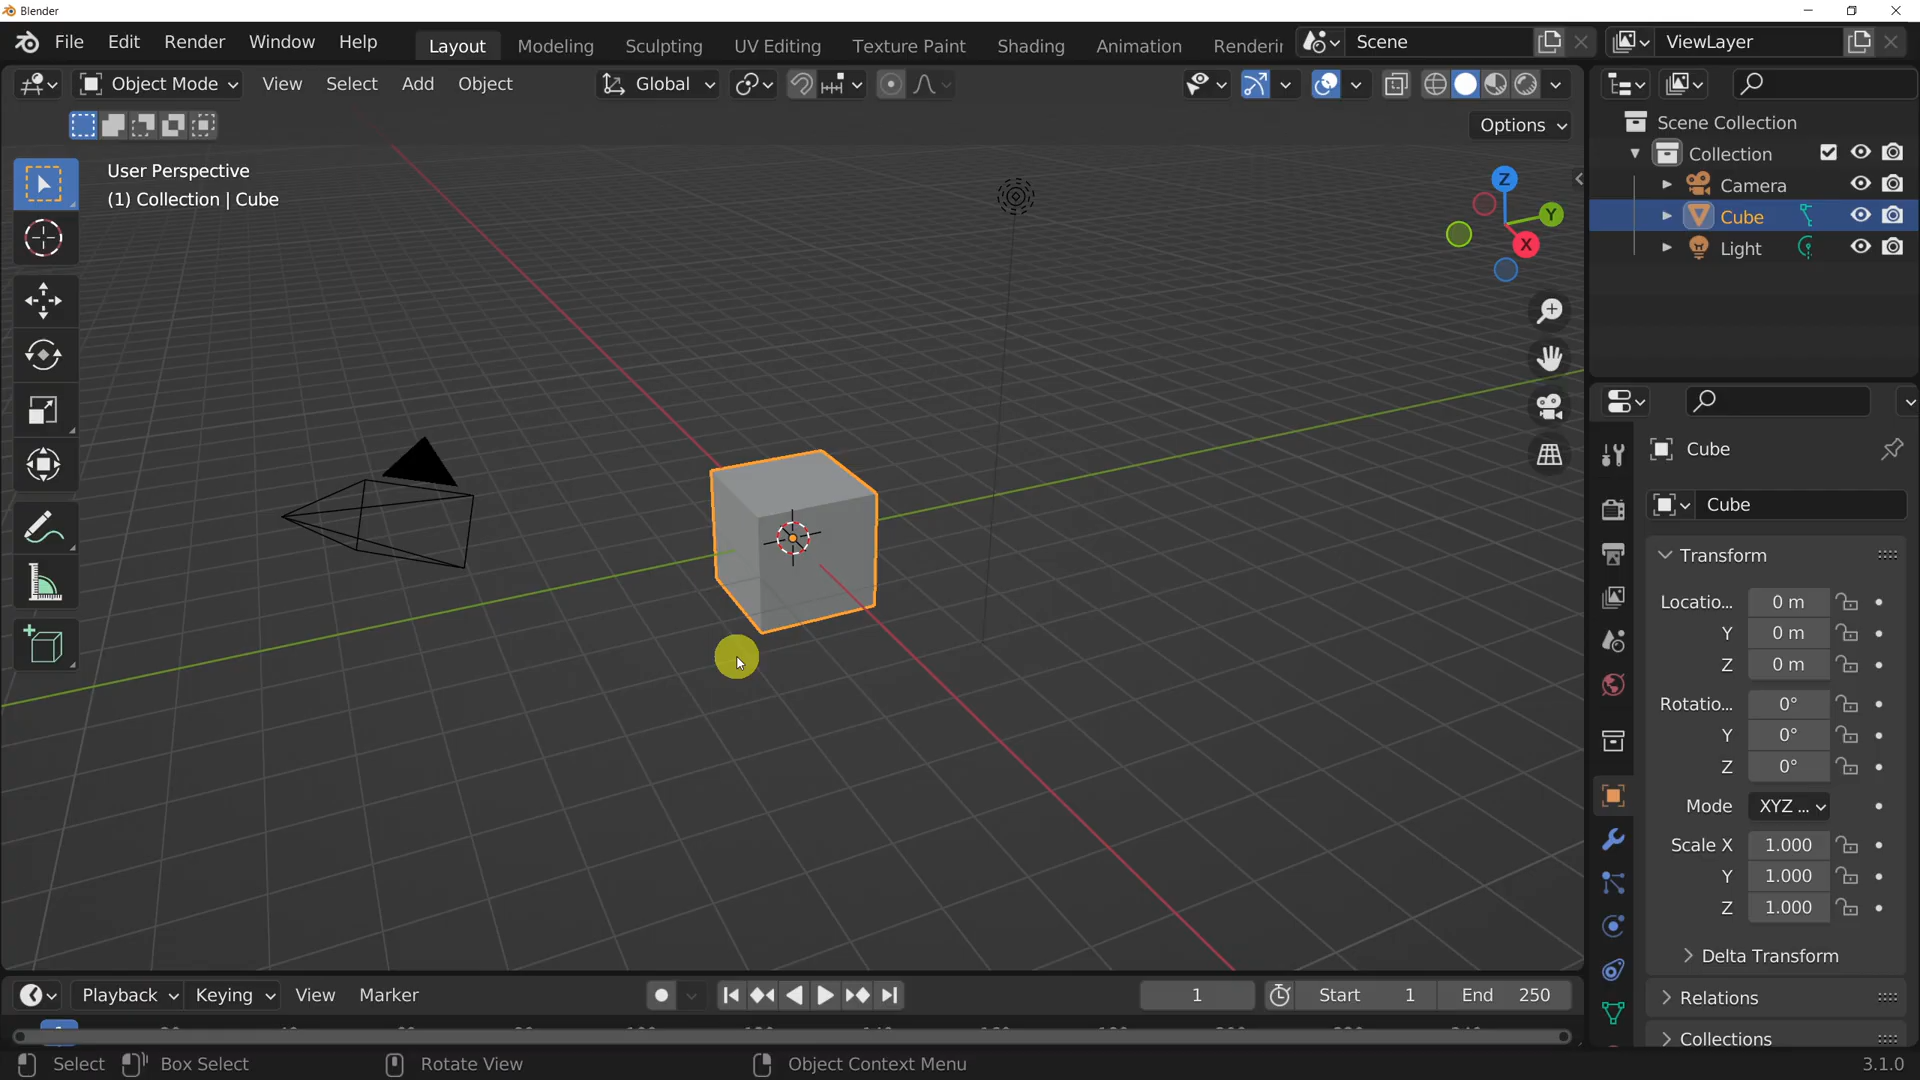 Blender
File Edit Render Window Help Layout Modeling Sculpting UV Editing Texture Paint Shading Animation Renderir Scene ViewLayer
Object Mode View Select Add Object Global
Options
User Perspective
(1) Collection | Cube
Z
Y
X
Scene Collection
Collection
Camera
Cube
Light
Cube
Cube
Transform
Locatio... 0 m
Y 0 m
Z 0 m
Rotatio... 0°
Y 0°
Z 0°
Mode XYZ ...
Scale X 1.000
Y 1.000
Z 1.000
Delta Transform
Relations
Collections
Playback Keying View Marker 1 Start 1 End 250
Select Box Select Rotate View Object Context Menu 3.1.0